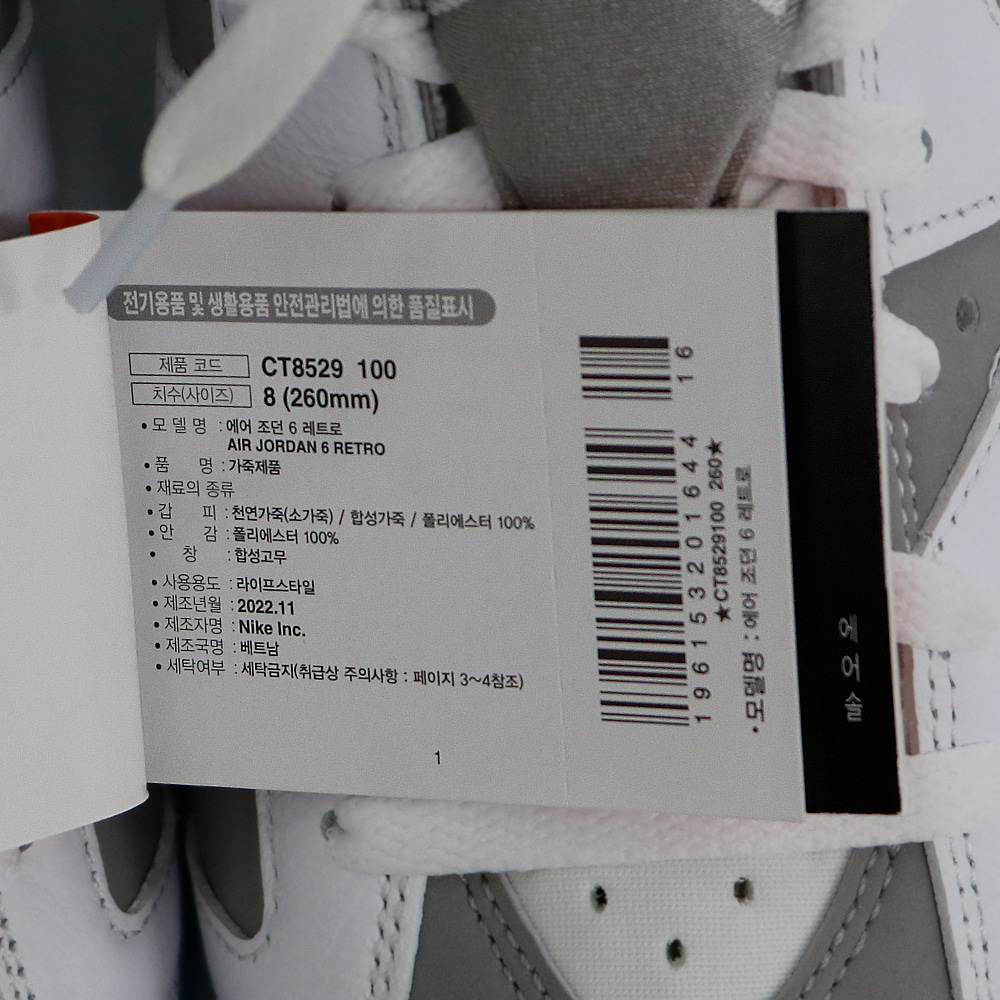 전기용품 및 생활용품 안전관리법에 의한 품질표시
제품 코드 CT8529 100
치수(사이즈) 8 (260mm)
• 모 델 명 : 에어 조던 6 레트로
AIR JORDAN 6 RETRO
• 품 명 : 가죽제품
• 재료의 종류
• 갑 피 : 천연가죽(소가죽) / 합성가죽 / 폴리에스터 100%
• 안 감 : 폴리에스터 100%
• 창 : 합성고무
• 사용용도 : 라이프스타일
• 제조년월 : 2022.11
• 제조자명 : Nike Inc.
• 제조국명 : 베트남
• 세탁여부 : 세탁금지(취급상 주의사항 : 페이지 3~4참조)
1
16
196153201644
★CT8529100 260★
•모델명 : 에어 조던 6 레트로
에어솔